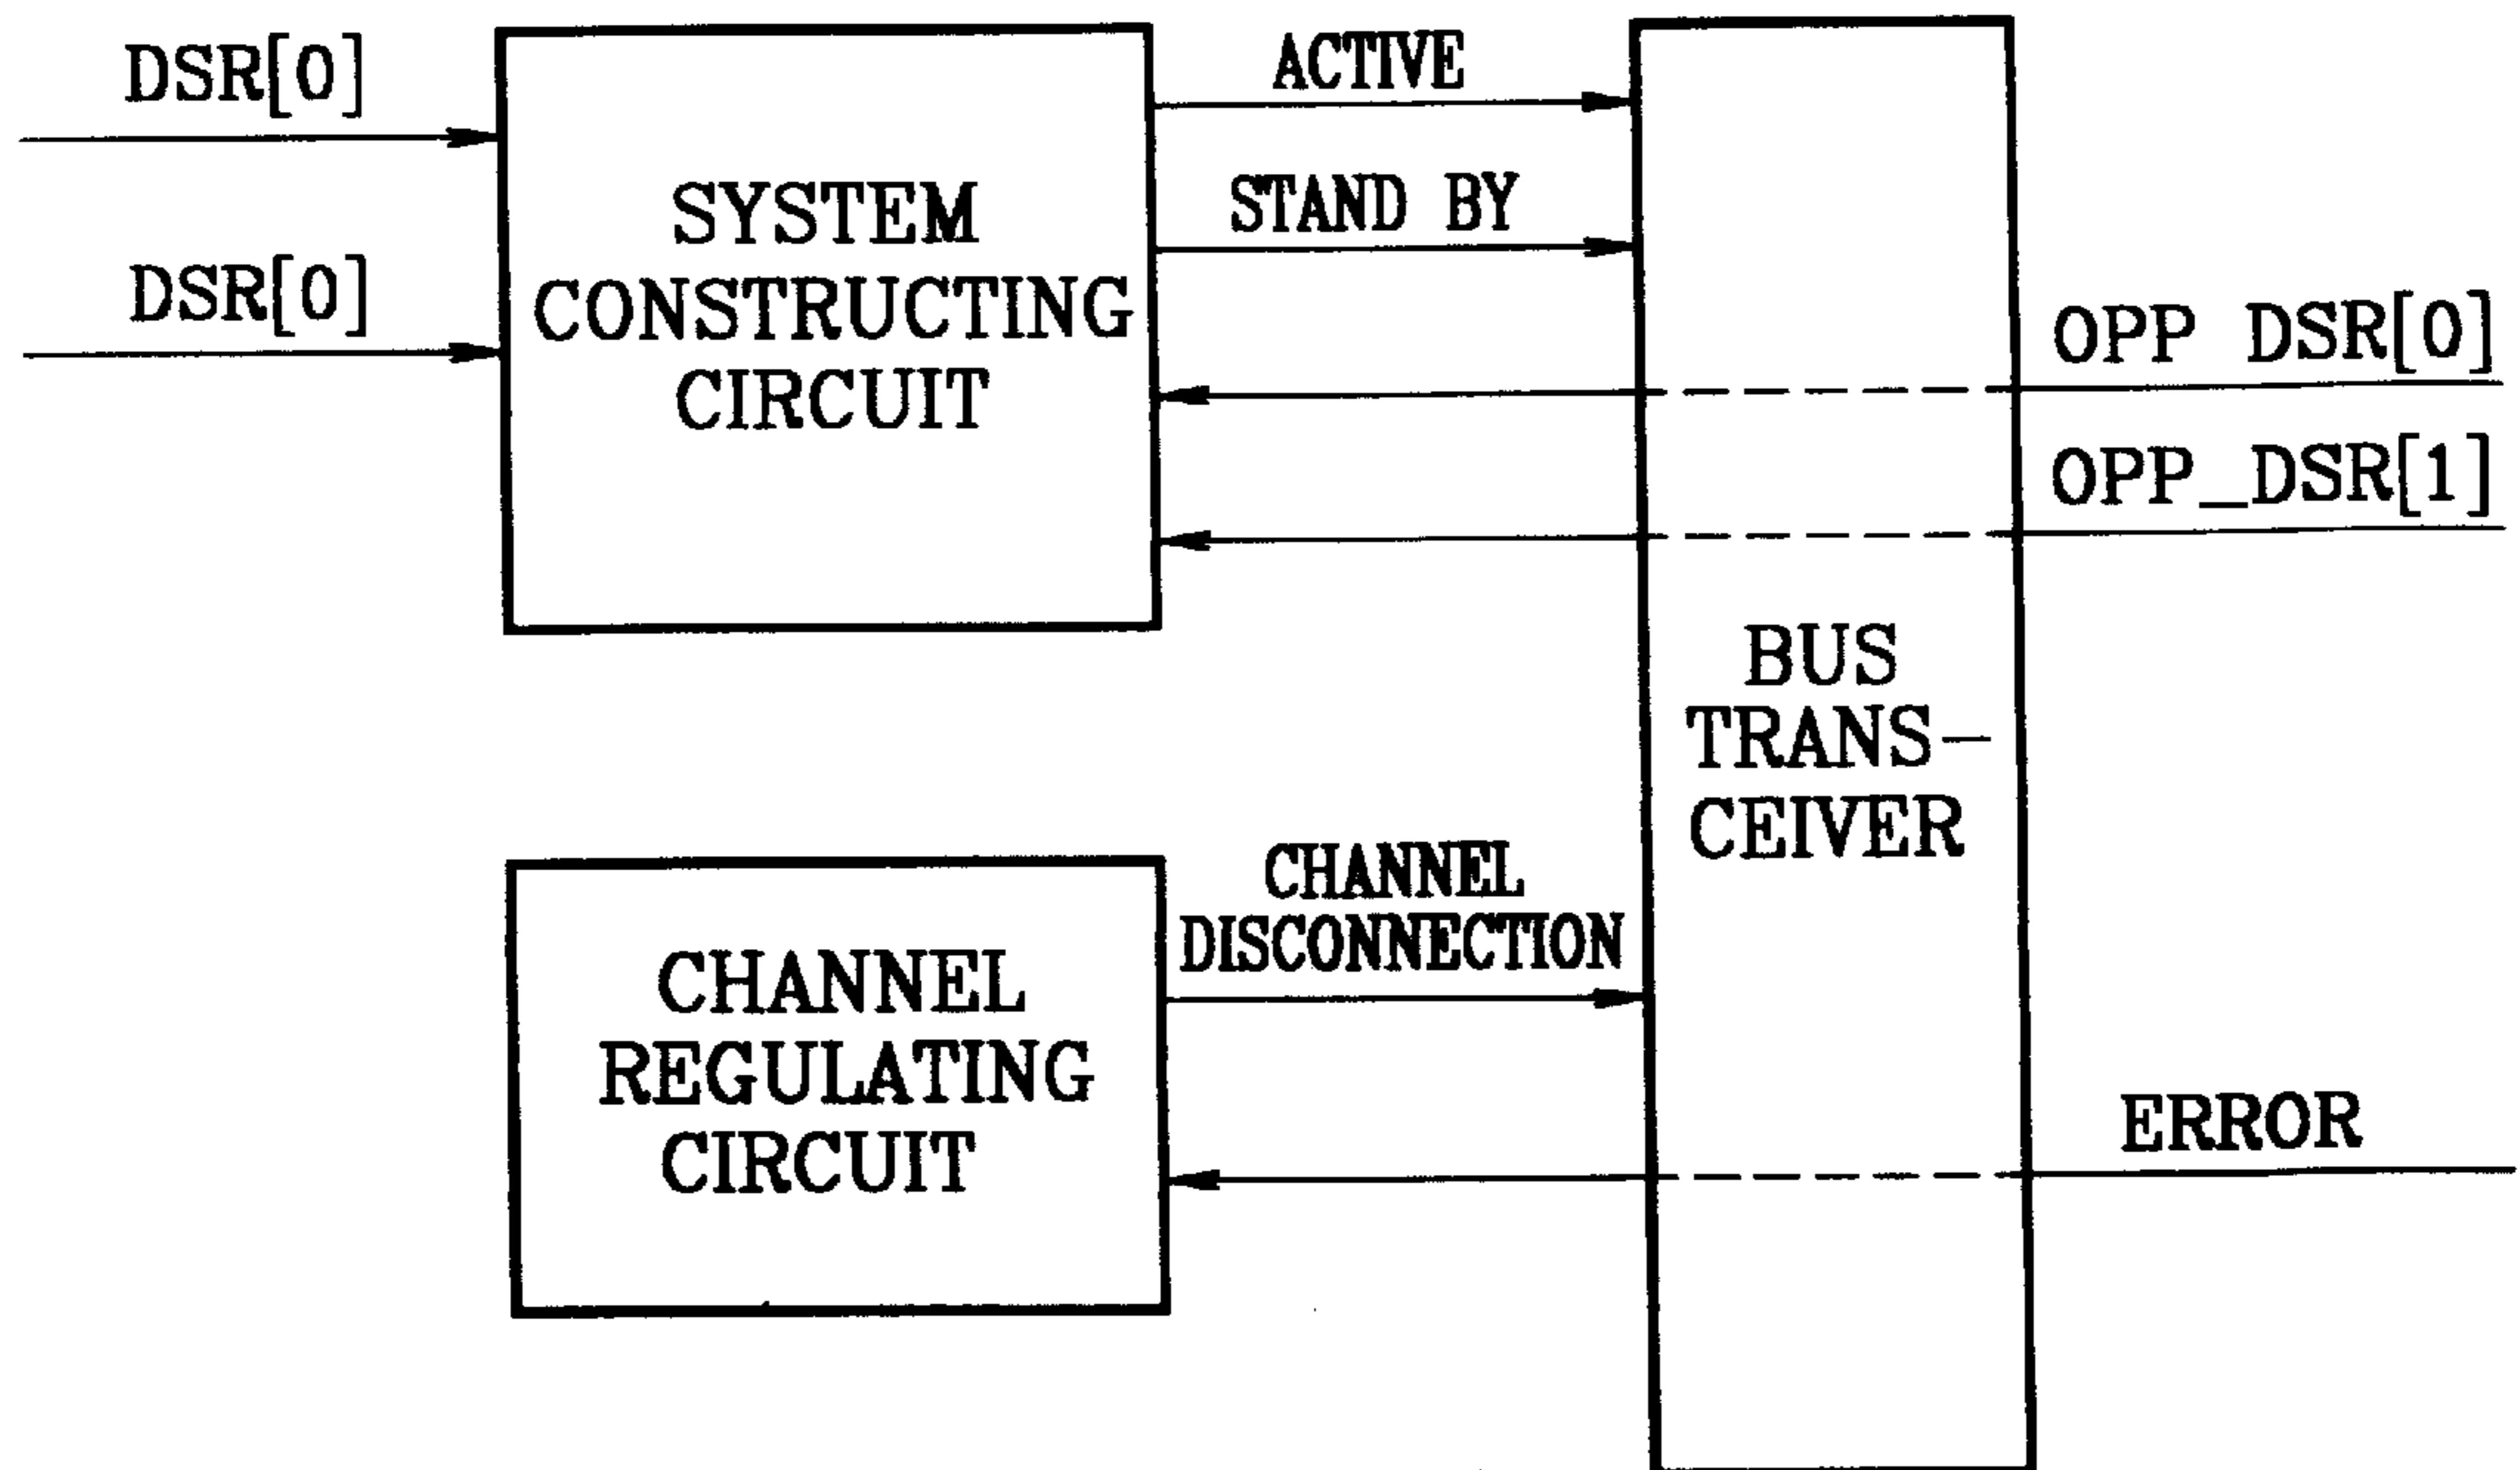 DSR[0]
DSR[0]
SYSTEM
CONSTRUCTING
CIRCUIT
ACTIVE
STAND BY
OPP DSR[0]
OPP_DSR[1]
BUS
TRANS-
CEIVER
CHANNEL
REGULATING
CIRCUIT
CHANNEL
DISCONNECTION
ERROR